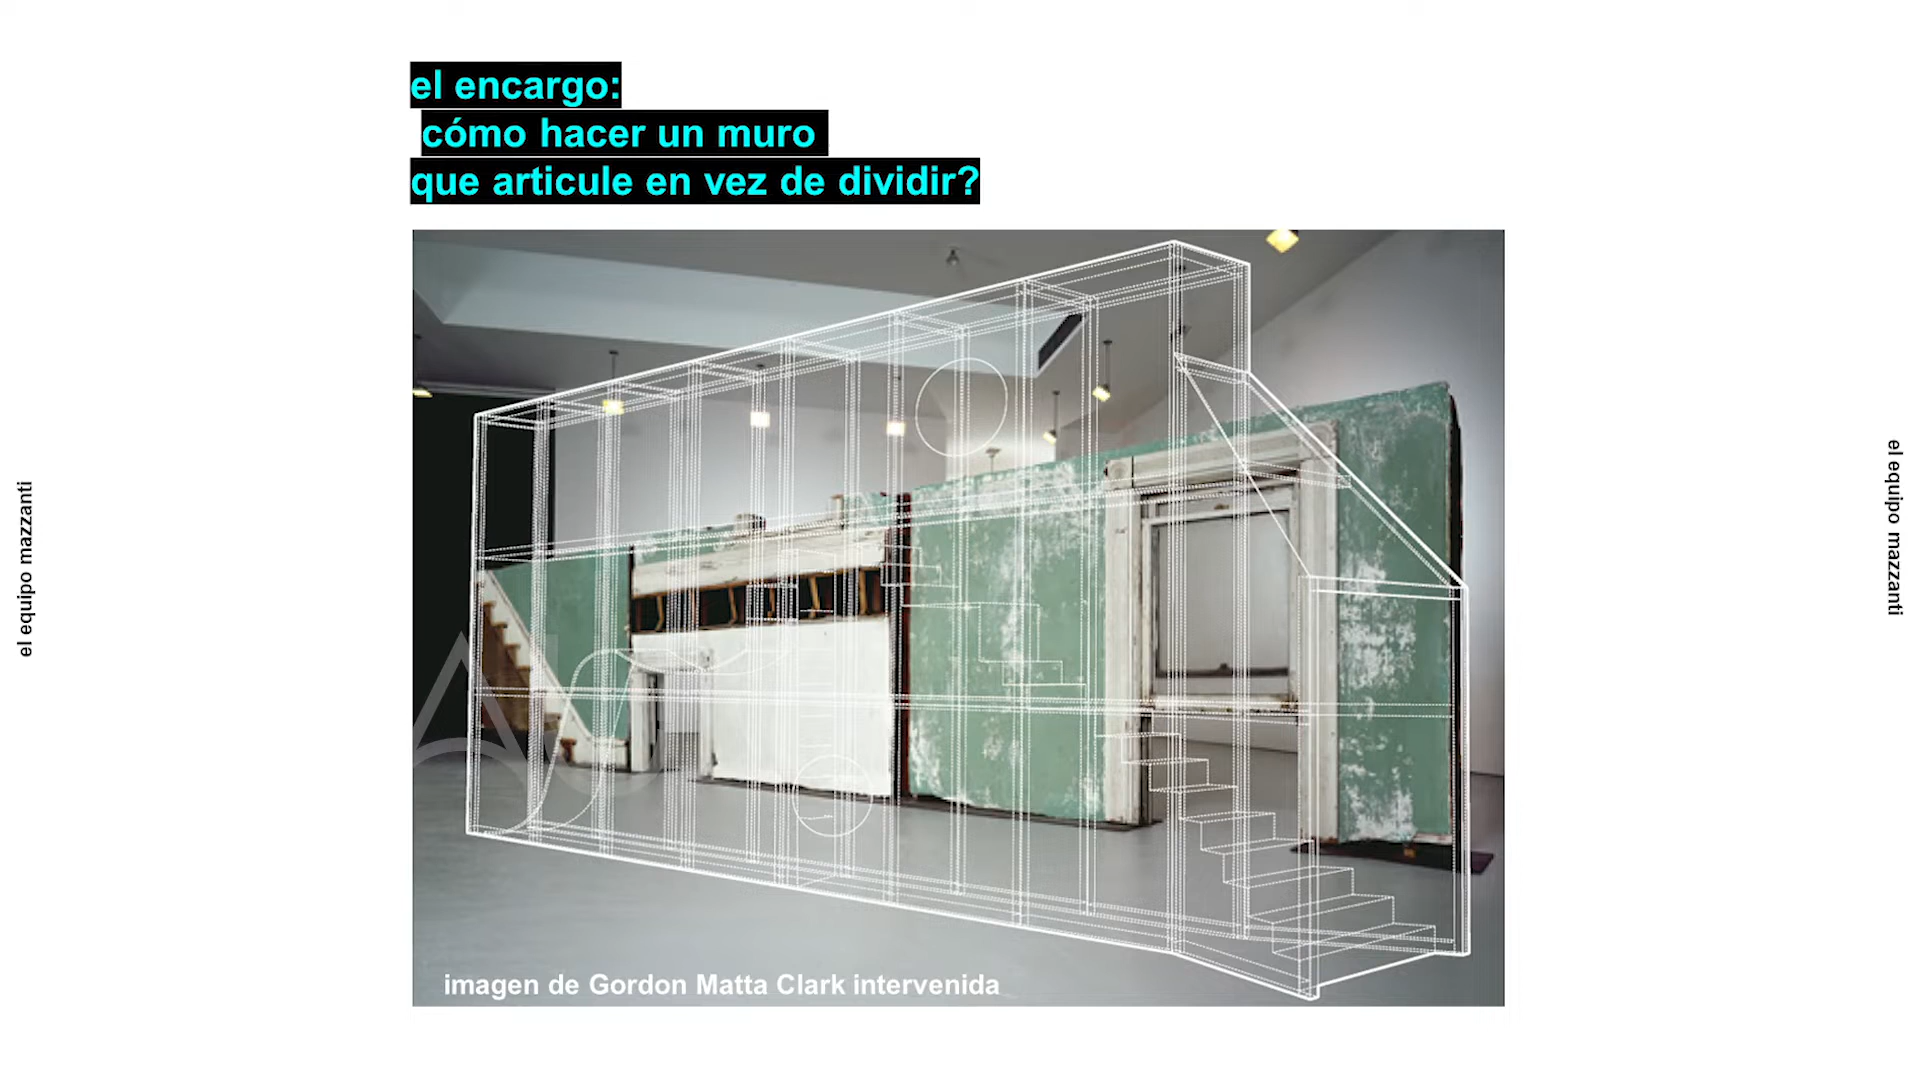 el encargo:
cómo hacer un muro
que articule en vez de dividir?
el equipo mazzanti
el equipo mazzanti
imagen de Gordon Matta Clark intervenida